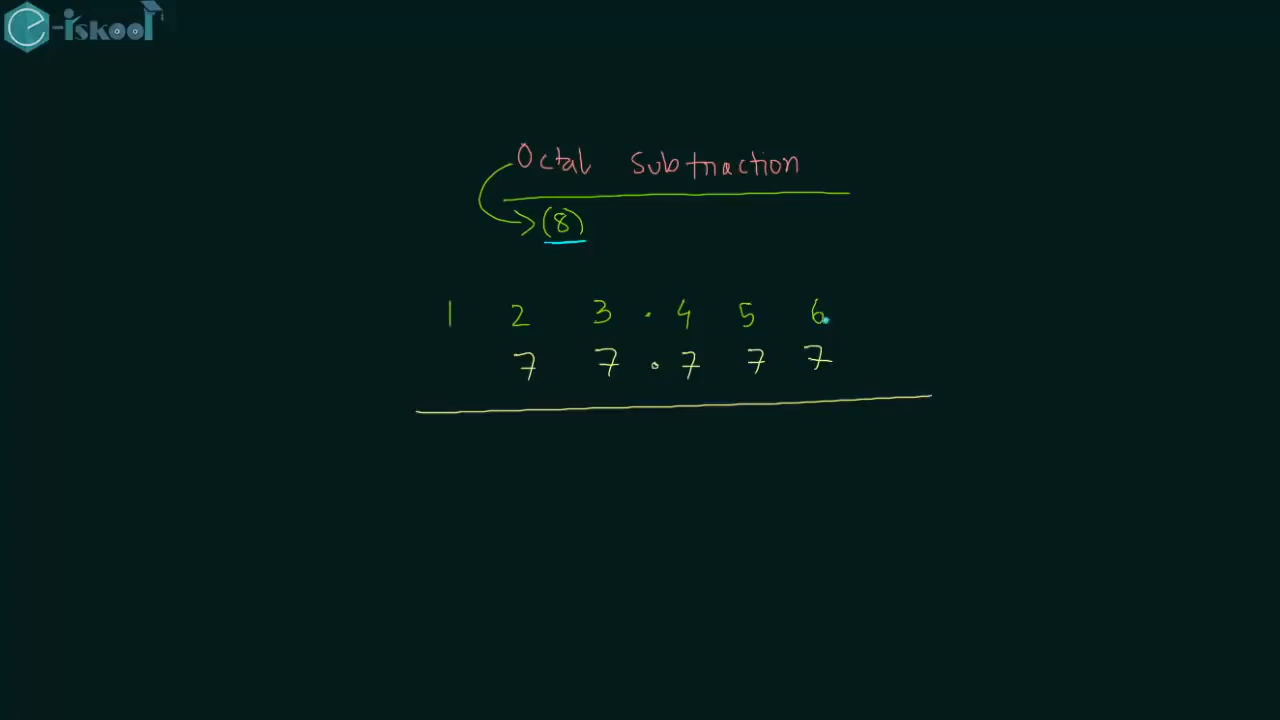 e-iskool
Octal Subtraction
(8)
1 2 3 . 4 5 6
7 7 . 7 7 7